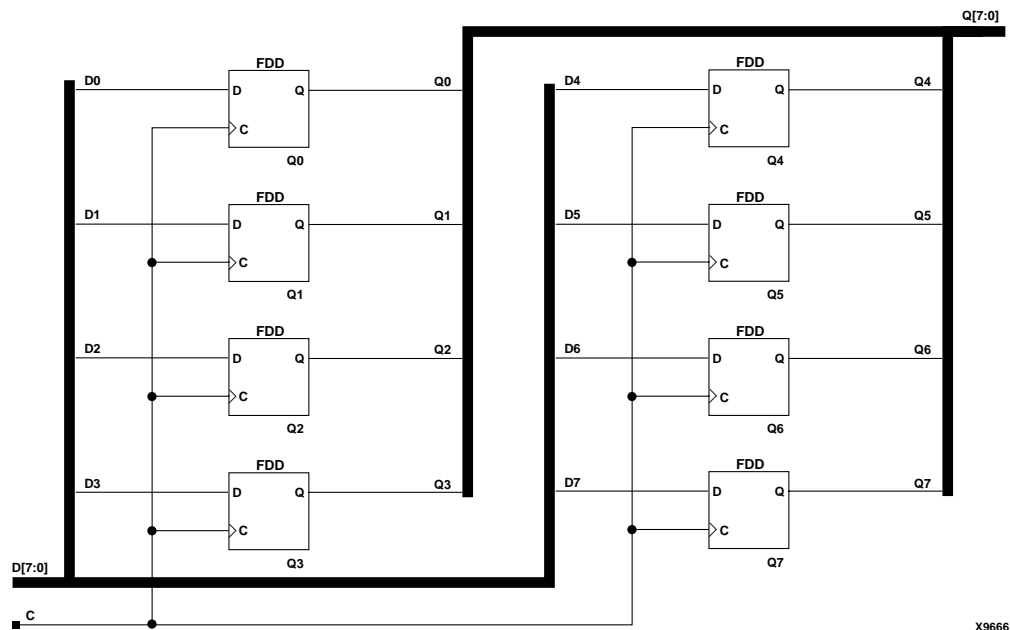 Q[7:0]
FDD FDD
D0 D Q Q0 D4 D Q Q4
C C
Q0 Q4
FDD FDD
D1 D Q Q1 D5 D Q Q5
C C
Q1 Q5
FDD FDD
D2 D Q Q2 D6 D Q Q6
C C
Q2 Q6
FDD FDD
D3 D Q Q3 D7 D Q Q7
C C
Q3 Q7
D[7:0]
C
X9666